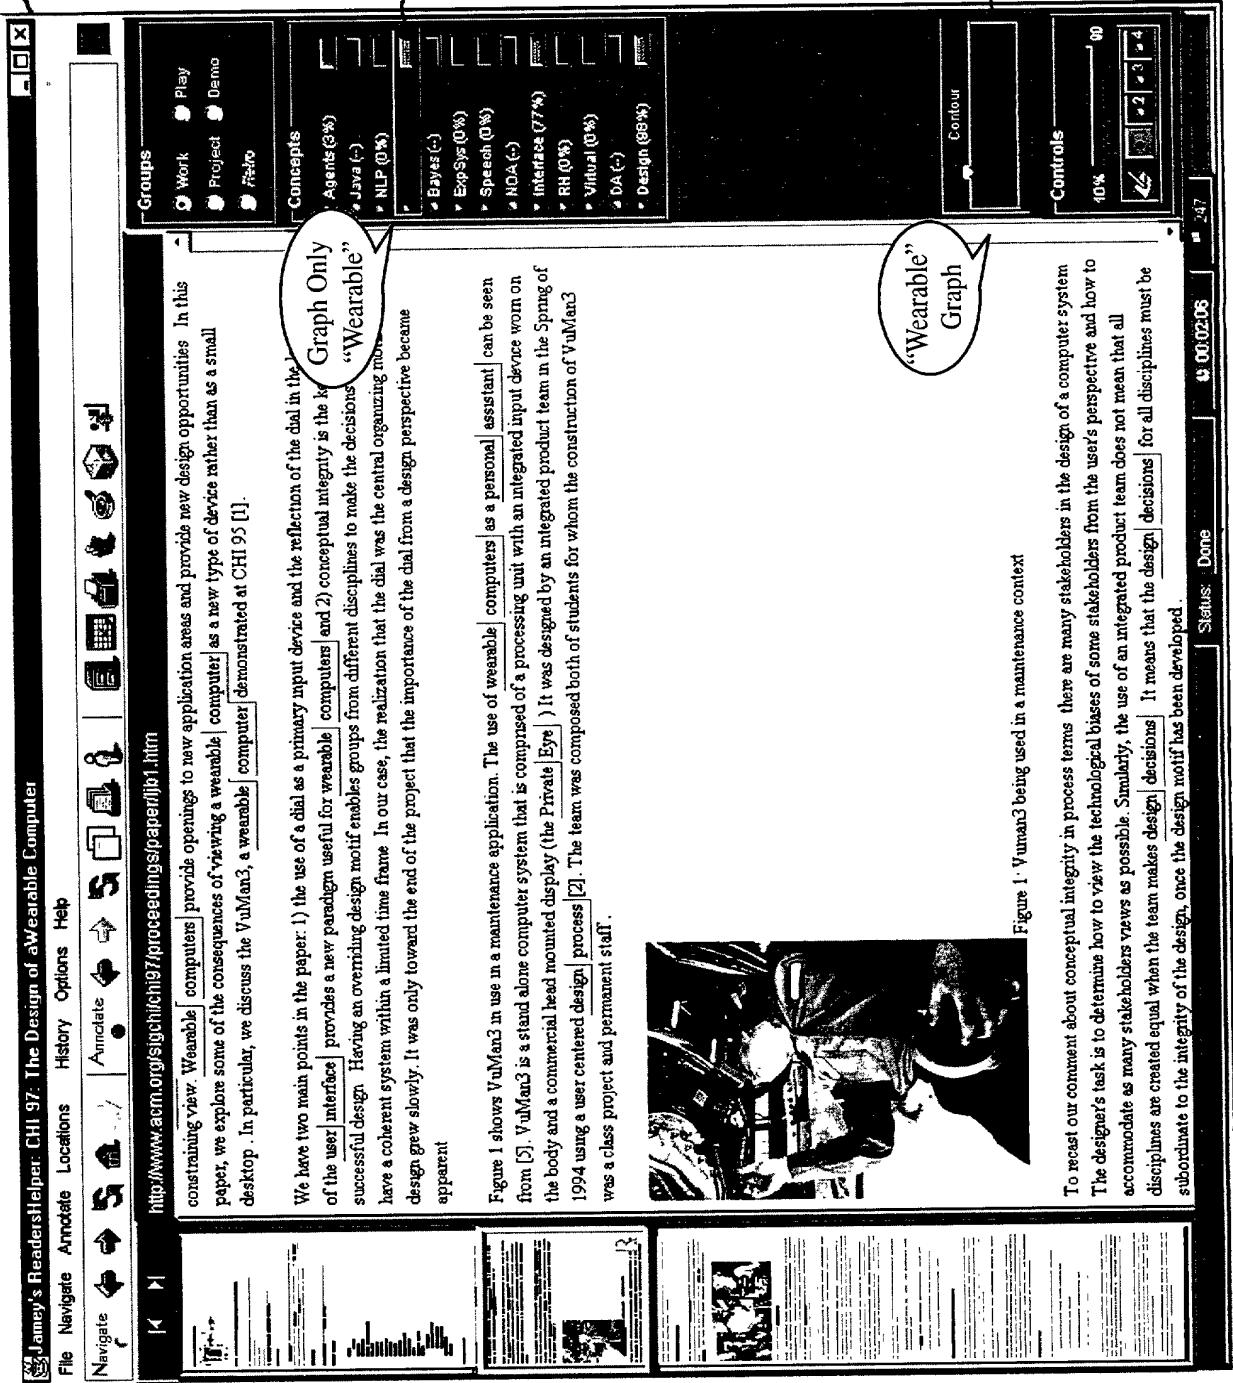 Jamey's ReadersHelper: CHI 97: The Design of aWearable Computer
File Navigate Annotate Locations History Options Help
Navigate
Annotate
http://www.acm.org/sigchi/chi97/proceedings/paper/ljb1.htm
constraining view. Wearable computers provide openings to new application areas and provide new design opportunities In this
paper, we explore some of the consequences of viewing a wearable computer as a new type of device rather than as a small
desktop . In particular, we discuss the VuMan3, a wearable computer demonstrated at CHI 95 [1].
We have two main points in the paper: 1) the use of a dial as a primary input device and the reflection of the dial in the
of the user interface provides a new paradigm useful for wearable computers and 2) conceptual integrity is the
successful design Having an overriding design motif enables groups from different disciplines to make the decisions
have a coherent system within a limited time frame In our case, the realization that the dial was the central organizing
design grew slowly. It was only toward the end of the project that the importance of the dial from a design perspective became
apparent
Figure 1 shows VuMan3 in use in a maintenance application. The use of wearable computers as a personal assistant can be seen
from [5]. VuMan3 is a stand alone computer system that is comprised of a processing unit with an integrated input device worn on
the body and a commercial head mounted display (the Private Eye ) It was designed by an integrated product team in the Spring of
1994 using a user centered design process [2]. The team was composed both of students for whom the construction of VuMan3
was a class project and permanent staff .
Figure 1· Vuman3 being used in a maintenance context
To recast our comment about conceptual integrity in process terms there are many stakeholders in the design of a computer system
The designer's task is to determine how to view the technological biases of some stakeholders from the user's perspective and how to
accommodate as many stakeholders views as possible. Similarly, the use of an integrated product team does not mean that all
disciplines are created equal when the team makes design decisions It means that the design decisions for all disciplines must be
subordinate to the integrity of the design, once the design motif has been developed .
Groups
Work Play
Project Demo
Retro
Concepts
Agents (3%)
Java (--)
NLP (0%)
Bayes (--)
ExpSys (0%)
Speech (0%)
NOA (--)
Interface (77%)
RH (0%)
Virtual (0%)
DA (--)
Design (98%)
Graph Only
“Wearable”
“Wearable”
Graph
Contour
Controls
10%
2 3 4
Status: Done
00:02:06
247